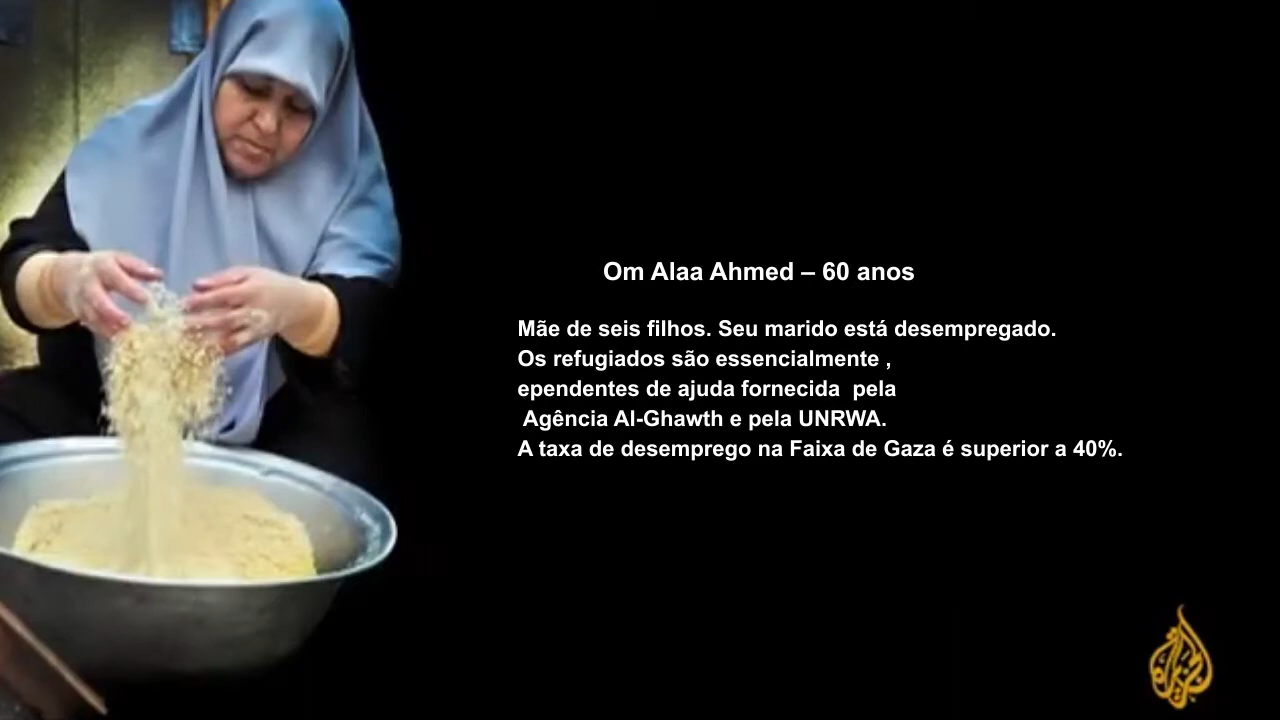 Om Alaa Ahmed – 60 anos
Mãe de seis filhos. Seu marido está desempregado.
Os refugiados são essencialmente ,
ependentes de ajuda fornecida  pela
Agência Al-Ghawth e pela UNRWA.
A taxa de desemprego na Faixa de Gaza é superior a 40%.
الجزيرة